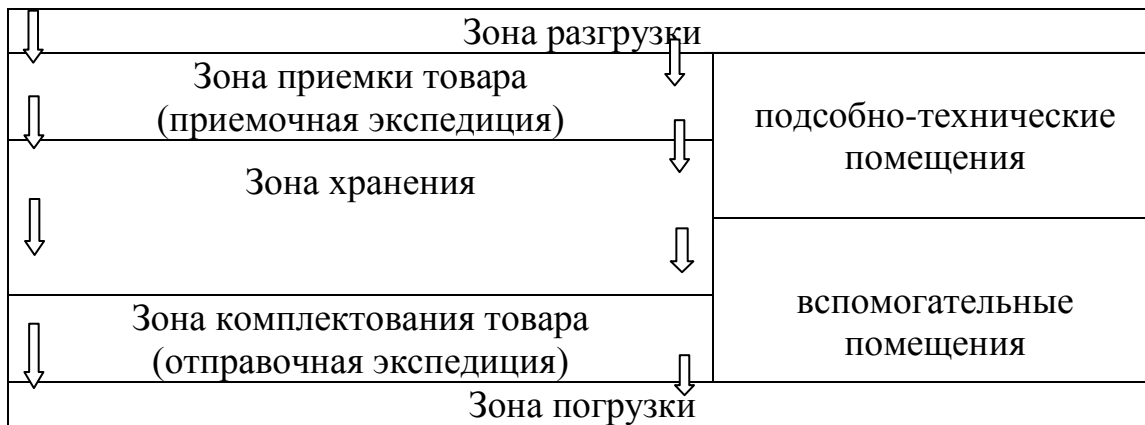 Зона разгрузки
Зона приемки товара
(приемочная экспедиция)
подсобно-технические
помещения
Зона хранения
Зона комплектования товара
(отправочная экспедиция)
вспомогательные
помещения
Зона погрузки